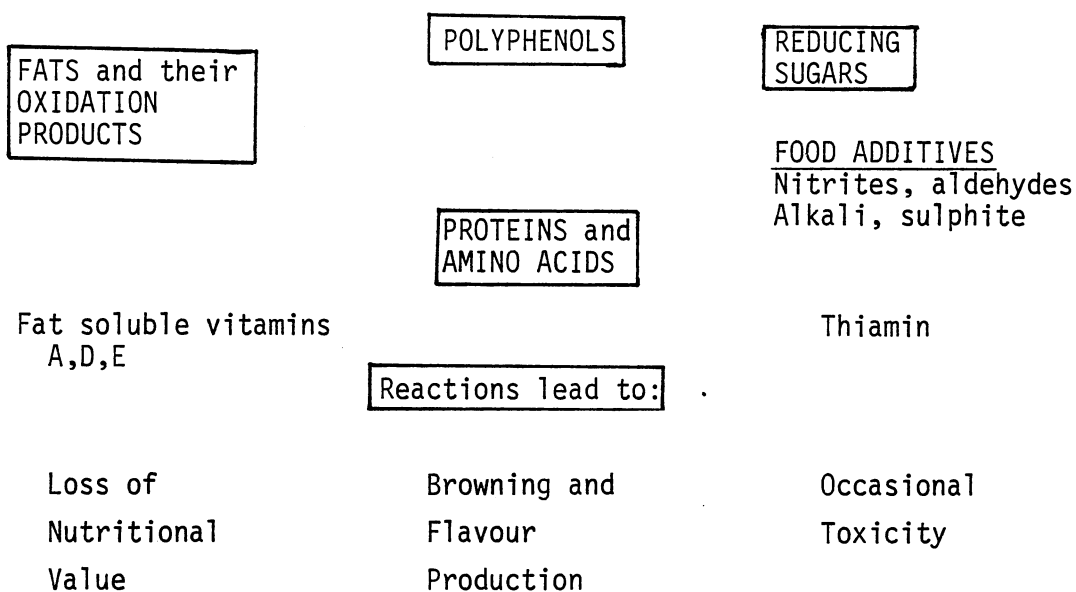 POLYPHENOLS
REDUCING
SUGARS
FATS and their
OXIDATION
PRODUCTS
FOOD ADDITIVES
Nitrites, aldehydes
Alkali, sulphite
PROTEINS and
AMINO ACIDS
Fat soluble vitamins
A,D,E
Thiamin
Reactions lead to:
Loss of
Nutritional
Value
Browning and
Flavour
Production
Occasional
Toxicity